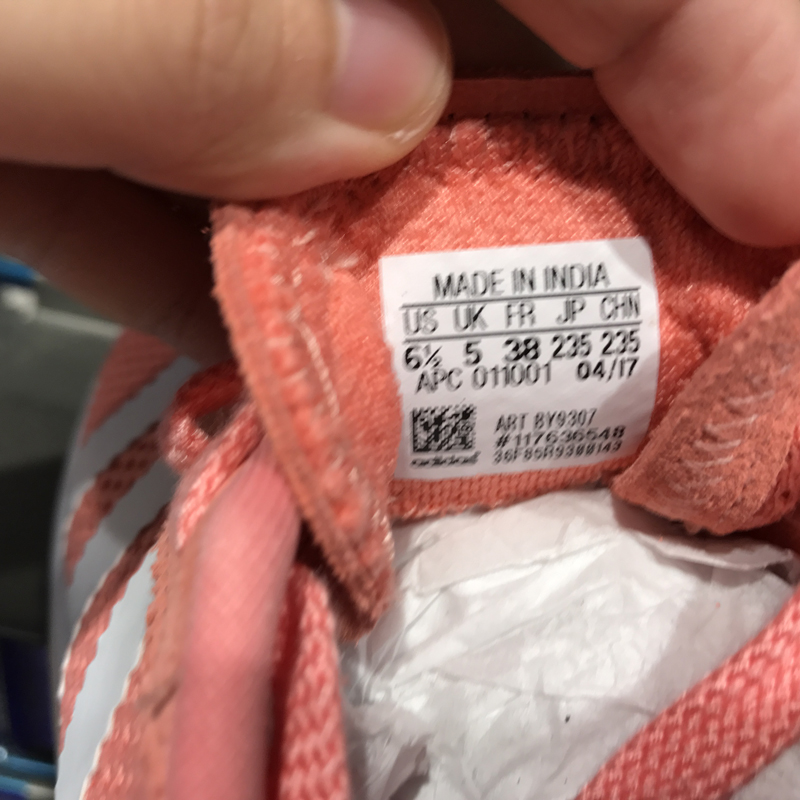 MADE IN INDIA
US UK FR JP CHN
6½ 5 38 235 235
APC 011001 04/17
ART BY9307
#117636548
adidas